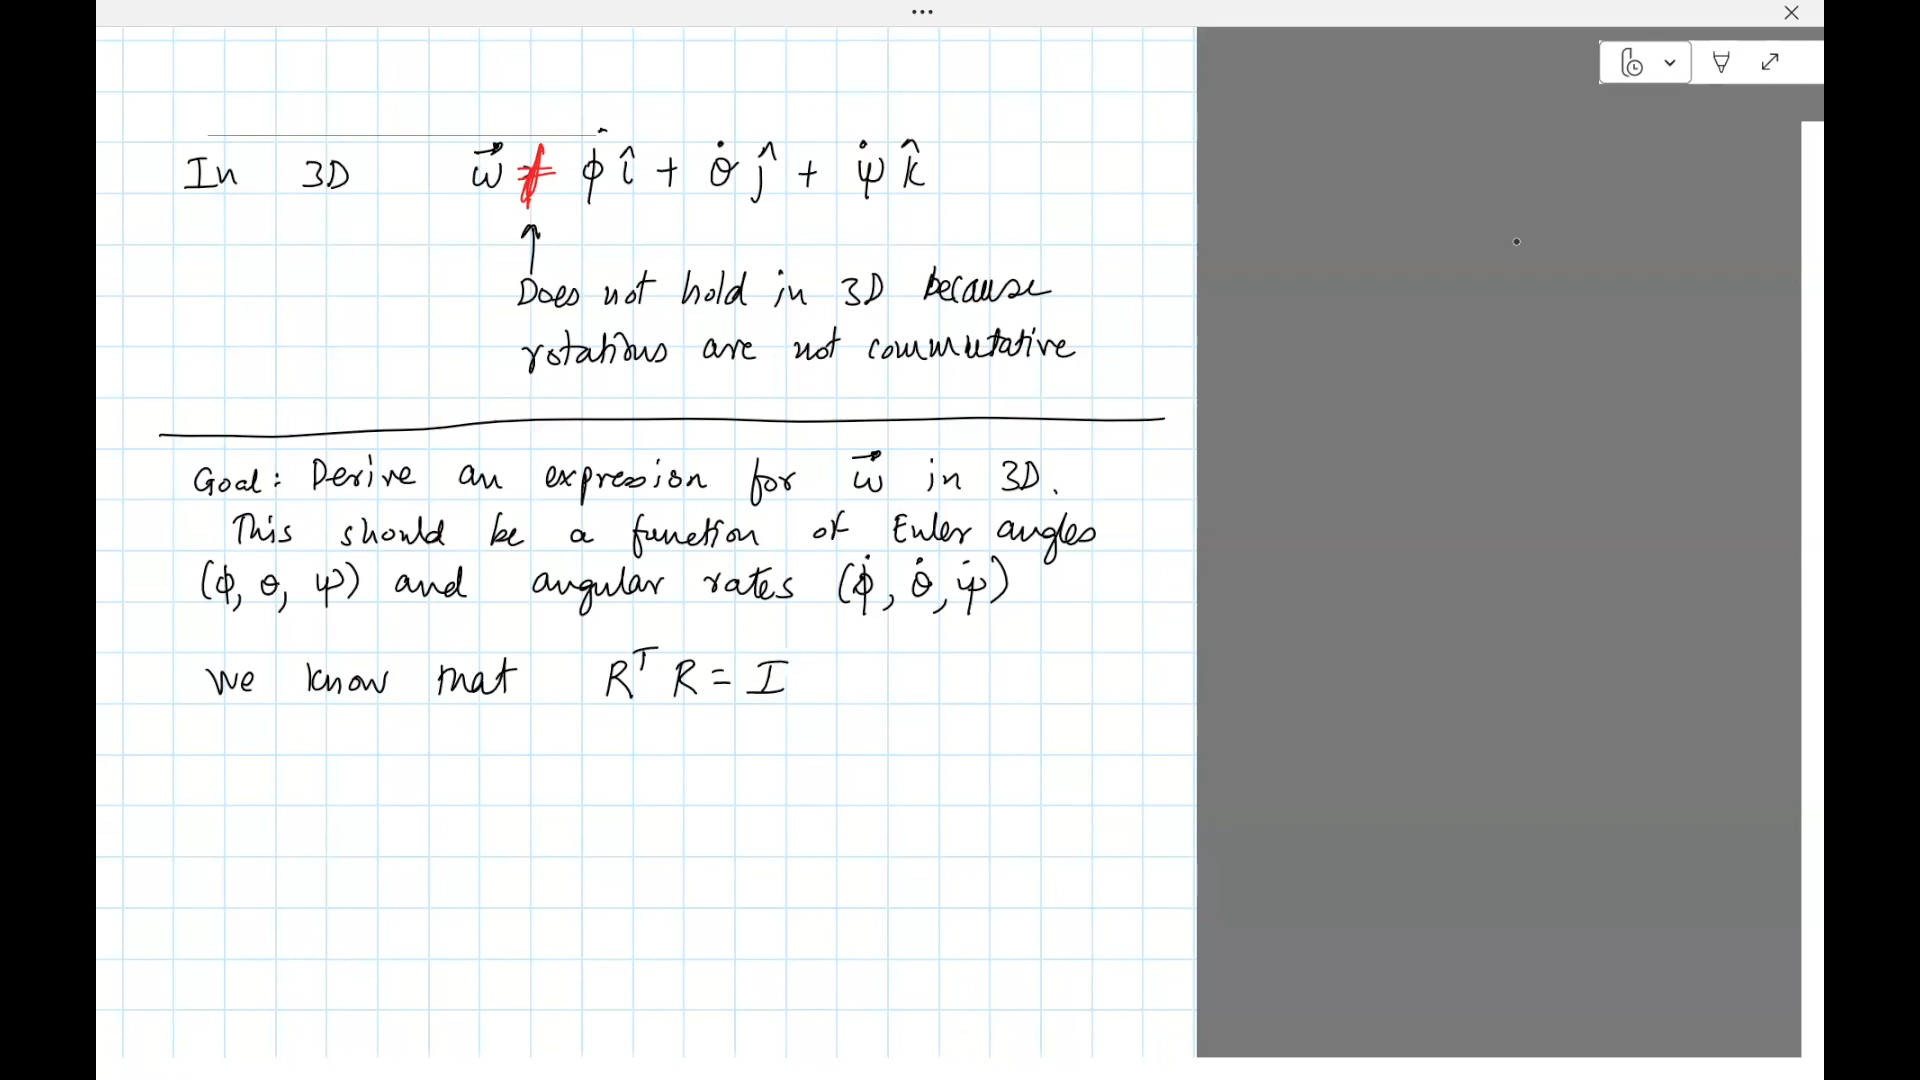 In 3D ω⃗ ≠ φ̇ î + θ̇ ĵ + ψ̇ k̂
Does not hold in 3D because
rotations are not commutative
Goal: Derive an expression for ω⃗ in 3D.
This should be a function of Euler angles
(φ, θ, ψ) and angular rates (φ̇, θ̇, ψ̇)
We know that Rᵀ R = I